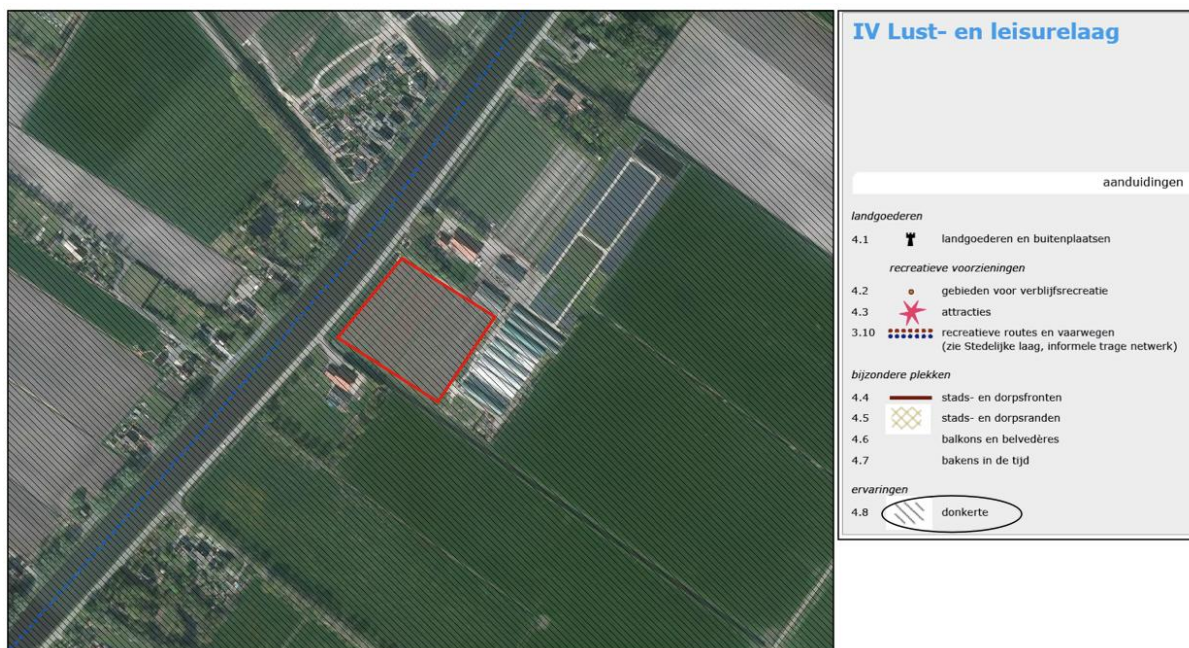 IV Lust- en leisurelaag
aanduidingen
landgoederen
4.1 landgoederen en buitenplaatsen
recreatieve voorzieningen
4.2 gebieden voor verblijfsrecreatie
4.3 attracties
3.10 recreatieve routes en vaarwegen
(zie Stedelijke laag, informele trage netwerk)
bijzondere plekken
4.4 stads- en dorpsfronten
4.5 stads- en dorpsranden
4.6 balkons en belvedères
4.7 bakens in de tijd
ervaringen
4.8 donkerte